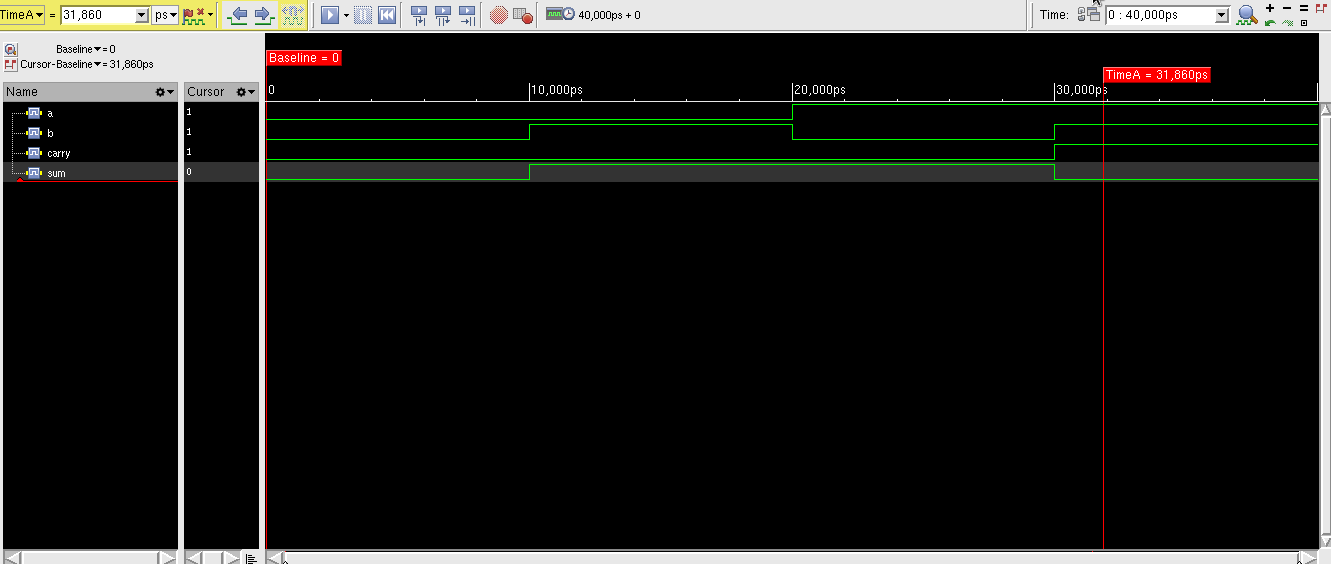 TimeA = 31,860 ps 40,000ps + 0 Time: 0 : 40,000ps
Baseline = 0
Cursor-Baseline = 31,860ps
Baseline = 0
TimeA = 31,860ps
Name Cursor 0 10,000ps 20,000ps 30,000ps
a 1
b 1
carry 1
sum 0